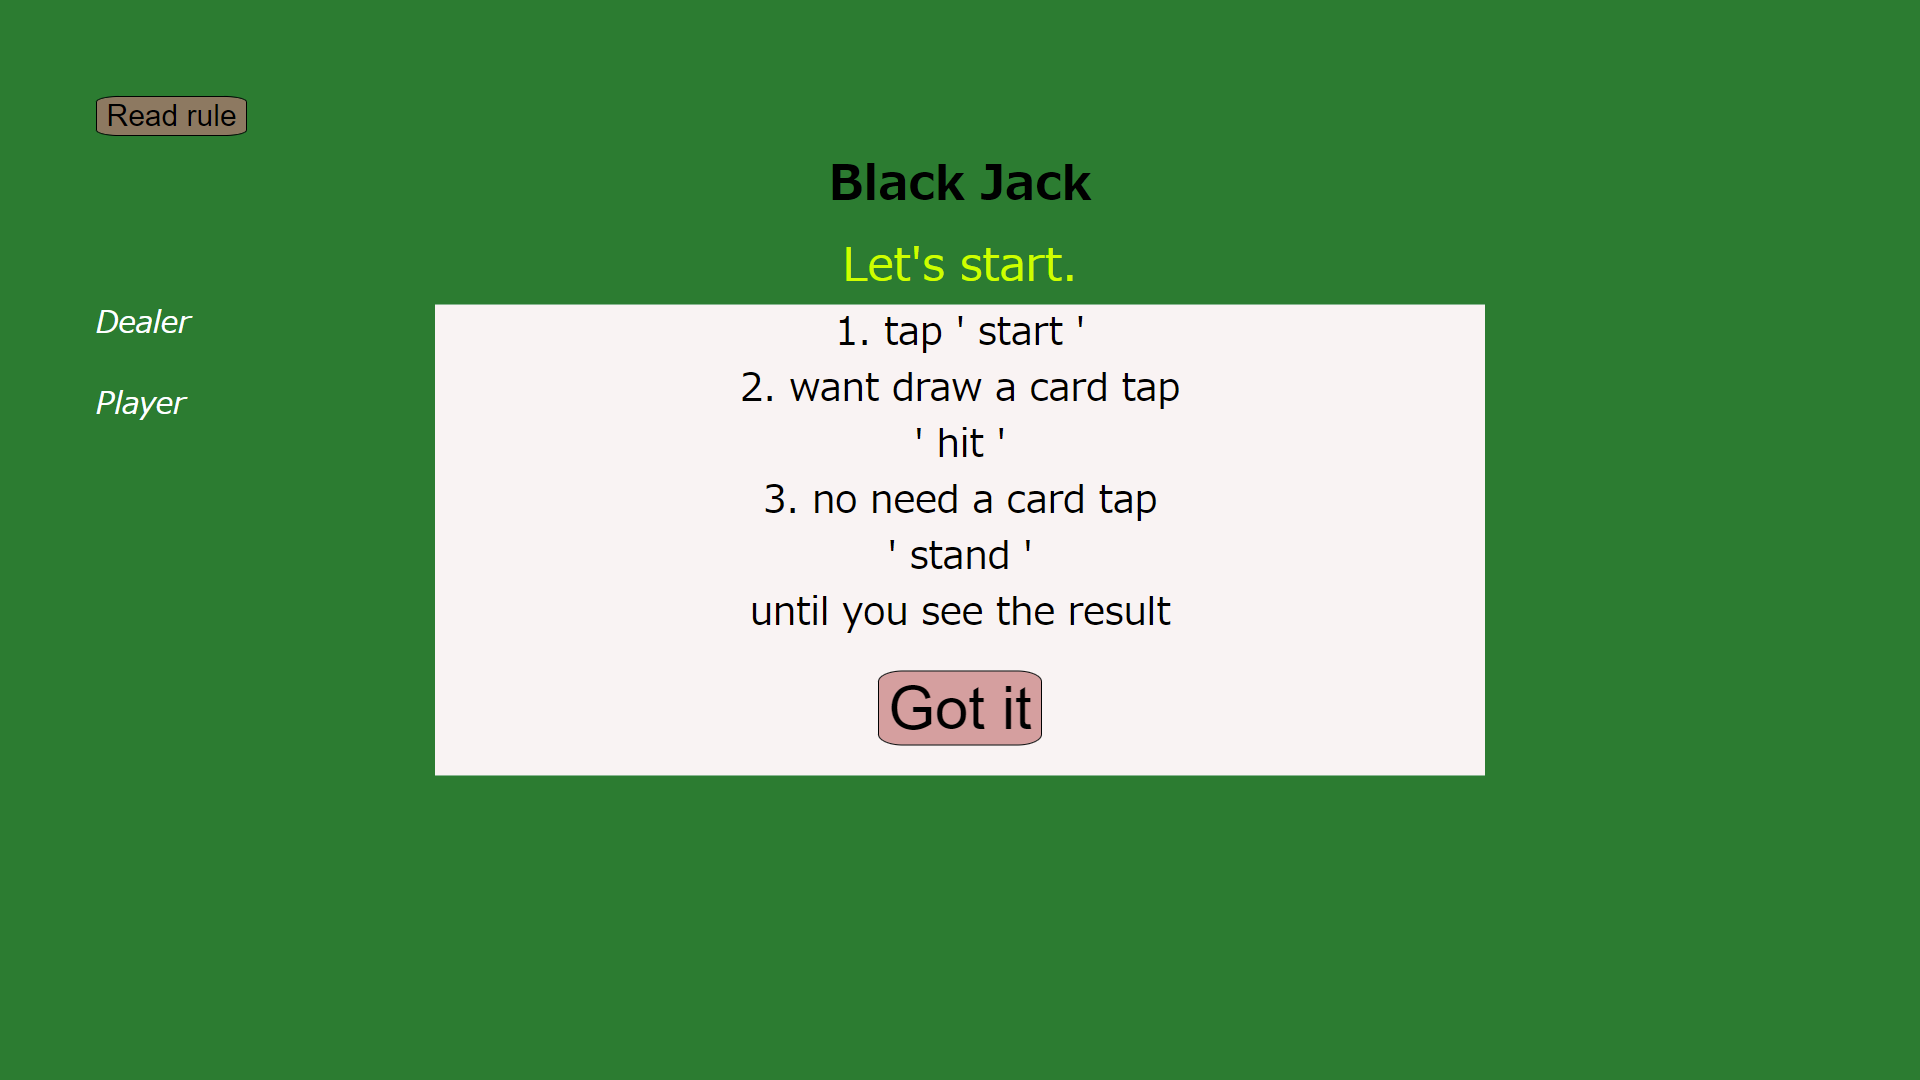 Read rule
Black Jack
Let's start.
Dealer
Player
1. tap ' start '
2. want draw a card tap
' hit '
3. no need a card tap
' stand '
until you see the result
Got it